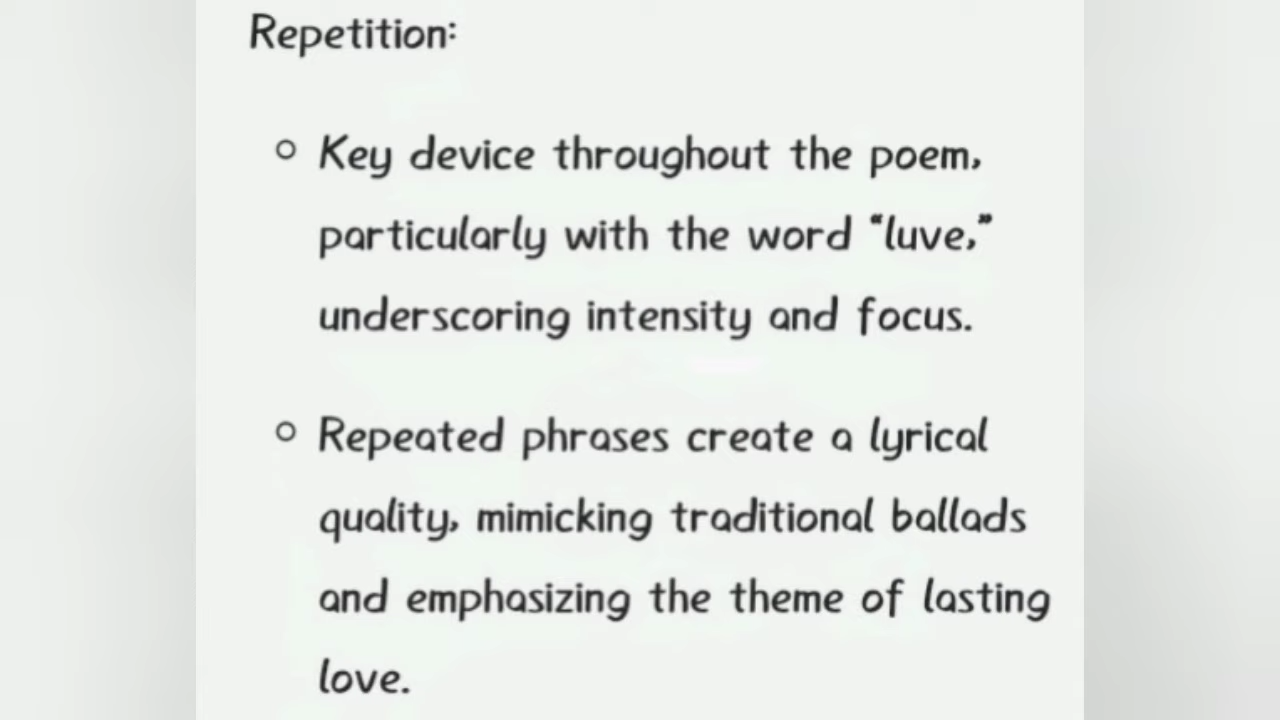 Repetition:
Key device throughout the poem,
particularly with the word “luve,”
underscoring intensity and focus.
Repeated phrases create a lyrical
quality, mimicking traditional ballads
and emphasizing the theme of lasting
love.